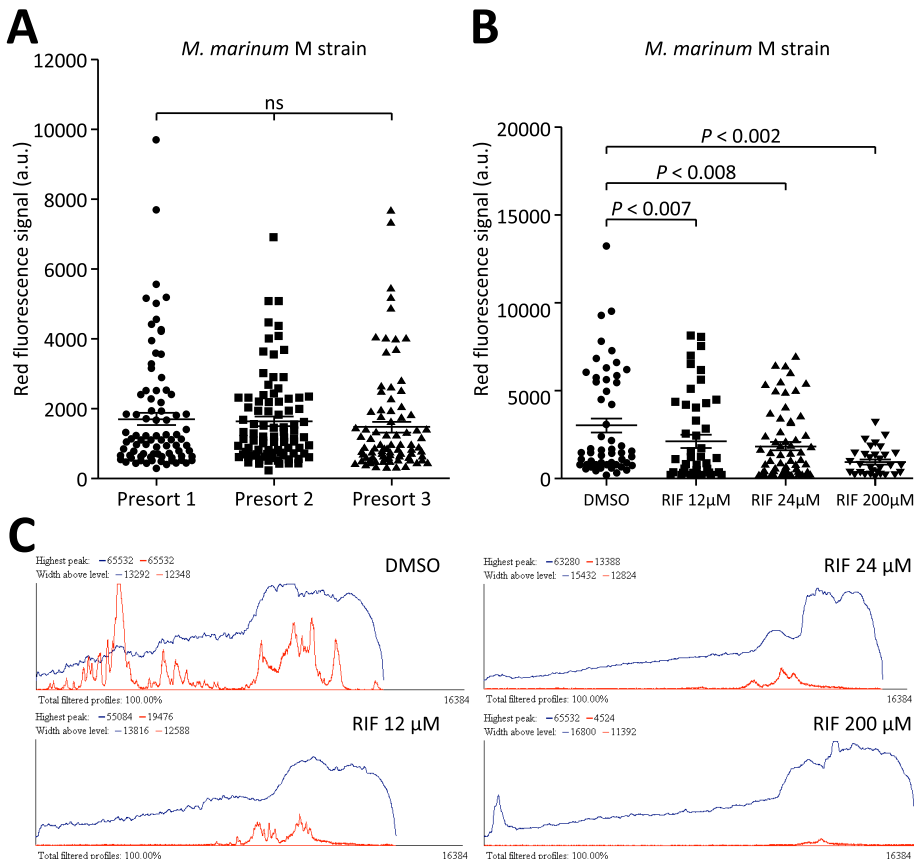 A
M. marinum M strain
Red fluorescence signal (a.u.)
12000
10000
8000
6000
4000
2000
0
ns
Presort 1 Presort 2 Presort 3
B
M. marinum M strain
Red fluorescence signal (a.u.)
20000
15000
10000
5000
0
P < 0.002
P < 0.008
P < 0.007
DMSO RIF 12μM RIF 24μM RIF 200μM
C
Highest peak: −65532 −65532
Width above level: −13292 −12348
DMSO
Total filtered profiles: 100.00% 16384
Highest peak: −63280 −13388
Width above level: −15432 −12824
RIF 24 μM
Total filtered profiles: 100.00% 16384
Highest peak: −55084 −19476
Width above level: −13816 −12588
RIF 12 μM
Total filtered profiles: 100.00% 16384
Highest peak: −65532 −4524
Width above level: −16800 −11392
RIF 200 μM
Total filtered profiles: 100.00% 16384